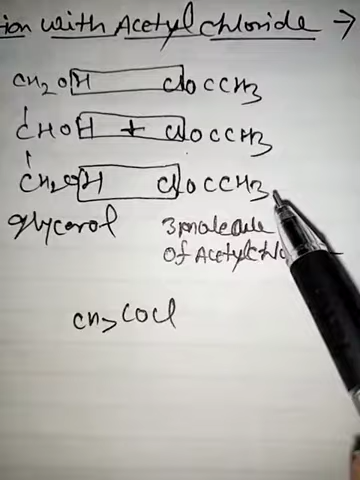 ion with Acetyl chloride →
CH2OH ClOCCH3
CHOH + ClOCCH3
CH2OH ClOCCH3
glycerol 3 molecule
of Acetylchlo
CH3COCl